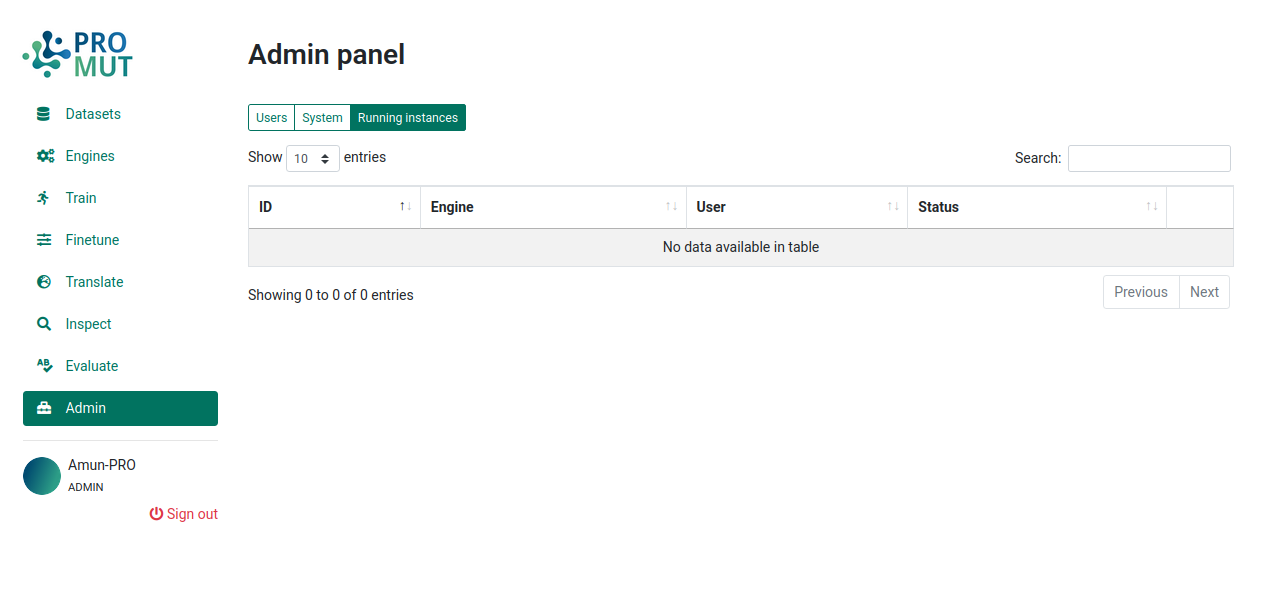 PRO
MUT
Datasets
Engines
Train
Finetune
Translate
Inspect
AB Evaluate
Admin
Amun-PRO
ADMIN
Sign out
Admin panel
Users System Running instances
Show 10 entries Search:
ID Engine User Status
No data available in table
Showing 0 to 0 of 0 entries Previous Next